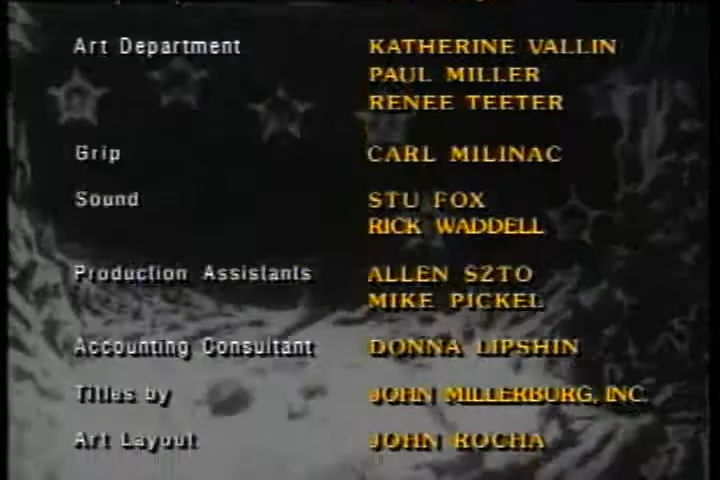 Art Department KATHERINE VALLIN
PAUL MILLER
RENEE TEETER
Grip CARL MILINAC
Sound STU FOX
RICK WADDELL
Production Assistants ALLEN SZTO
MIKE PICKEL
Accounting Consultant DONNA LIPSHIN
Titles by JOHN MILLERBURG, INC.
Art Layout JOHN ROCHA